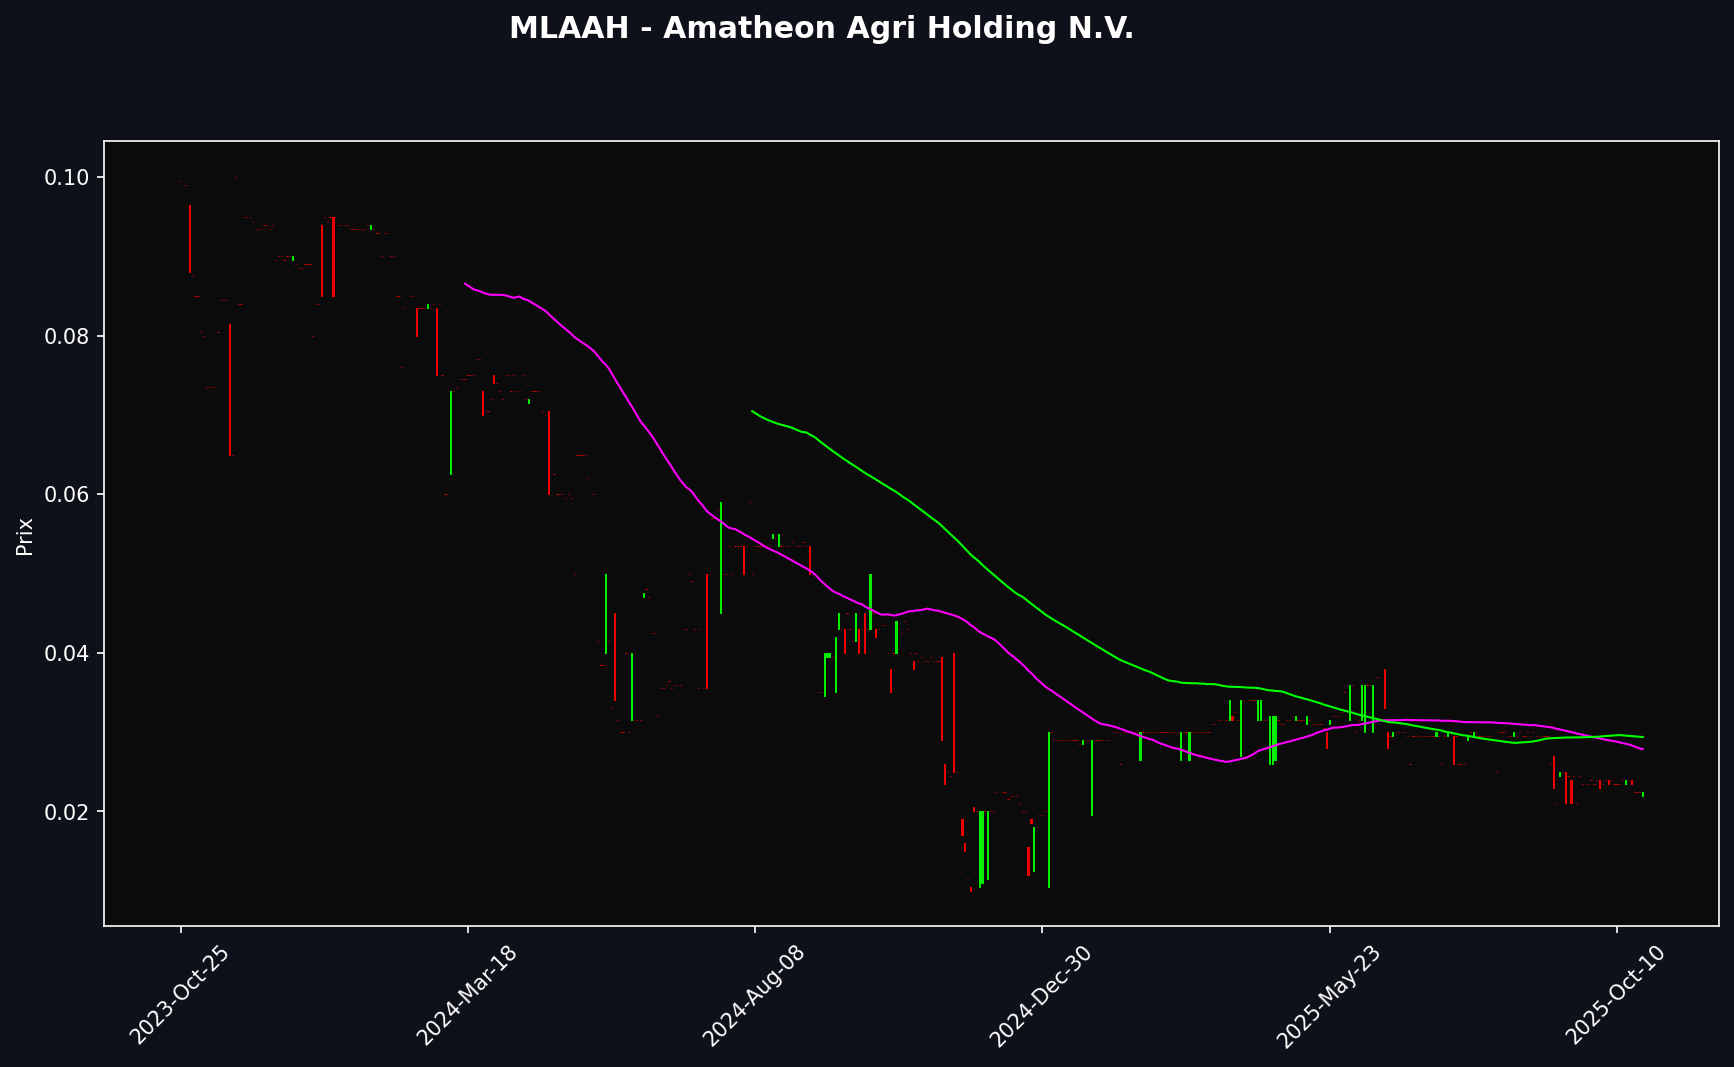 MLAAH - Amatheon Agri Holding N.V.
Prix
0.10
0.08
0.06
0.04
0.02
2023-Oct-25
2024-Mar-18
2024-Aug-08
2024-Dec-30
2025-May-23
2025-Oct-10